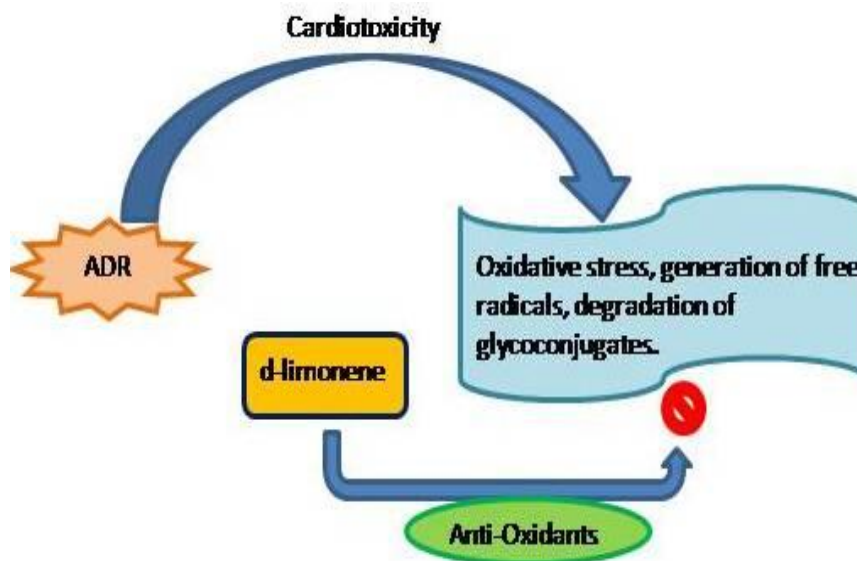 Cardiotoxicity
ADR
Oxidative stress, generation of free
radicals, degradation of
glycoconjugates.
d-limonene
Anti-Oxidants